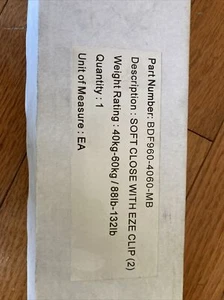 Part Number: BDF960-4060-MB
Description : SOFT CLOSE WITH EZE CLIP (2)
Weight Rating : 40kg-60kg / 88lb-132lb
Quantity : 1
Unit of Measure : EA